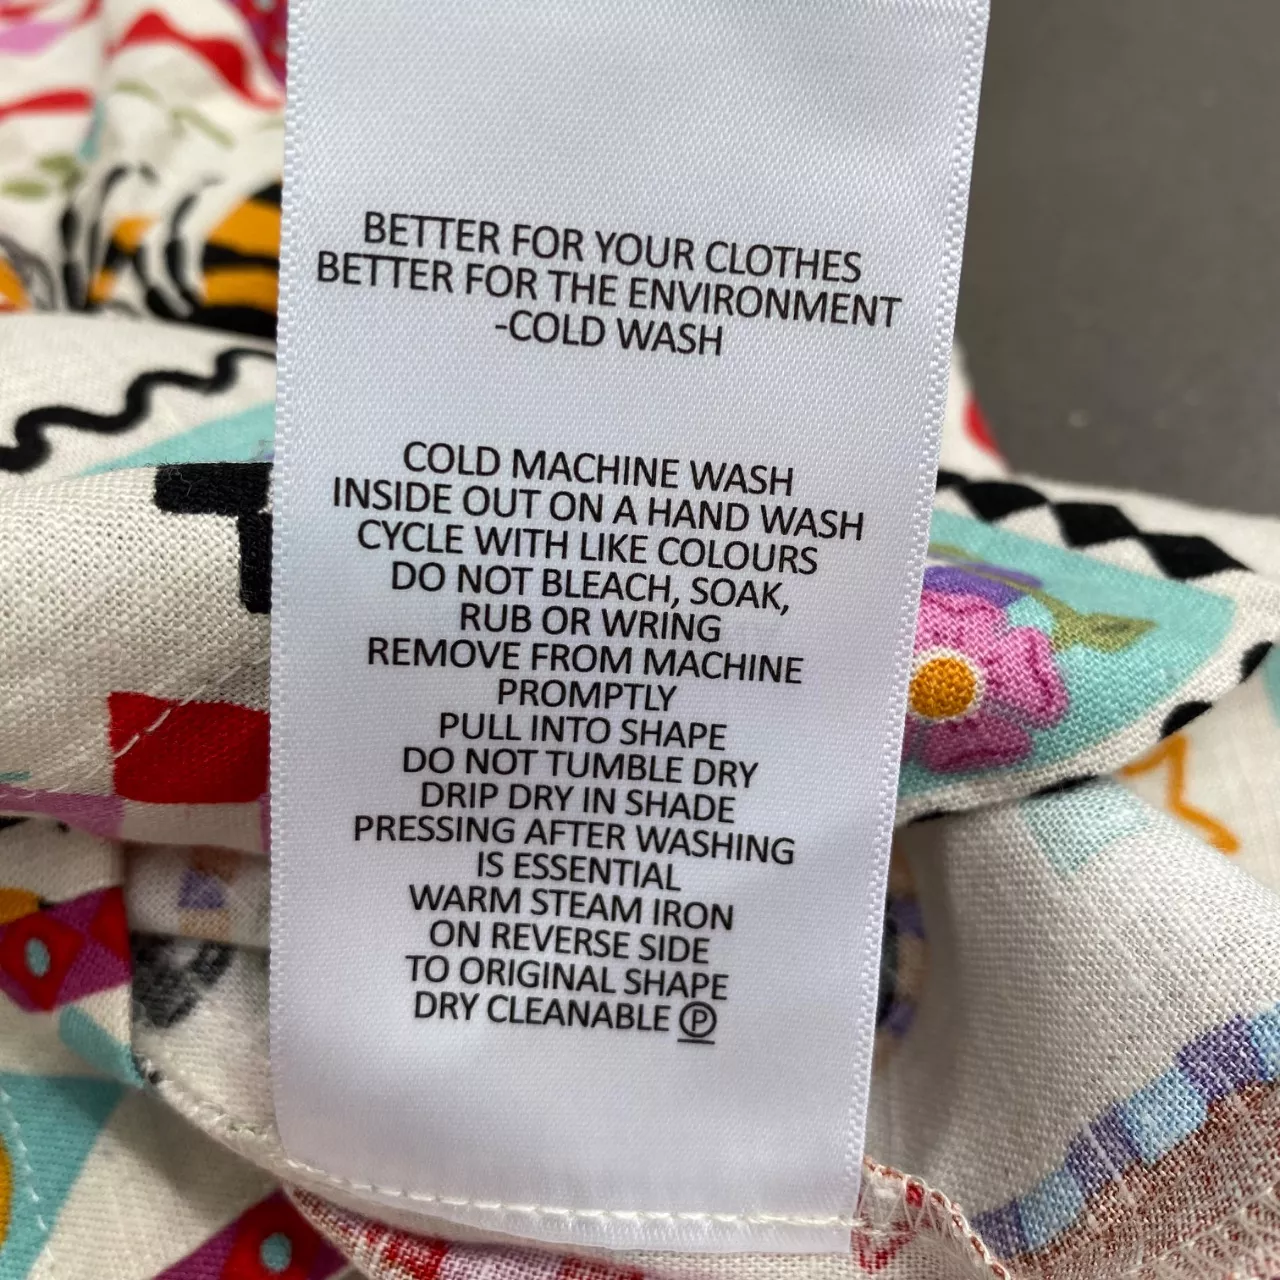 BETTER FOR YOUR CLOTHES
BETTER FOR THE ENVIRONMENT
-COLD WASH
COLD MACHINE WASH
INSIDE OUT ON A HAND WASH
CYCLE WITH LIKE COLOURS
DO NOT BLEACH, SOAK,
RUB OR WRING
REMOVE FROM MACHINE
PROMPTLY
PULL INTO SHAPE
DO NOT TUMBLE DRY
DRIP DRY IN SHADE
PRESSING AFTER WASHING
IS ESSENTIAL
WARM STEAM IRON
ON REVERSE SIDE
TO ORIGINAL SHAPE
DRY CLEANABLE Ⓟ